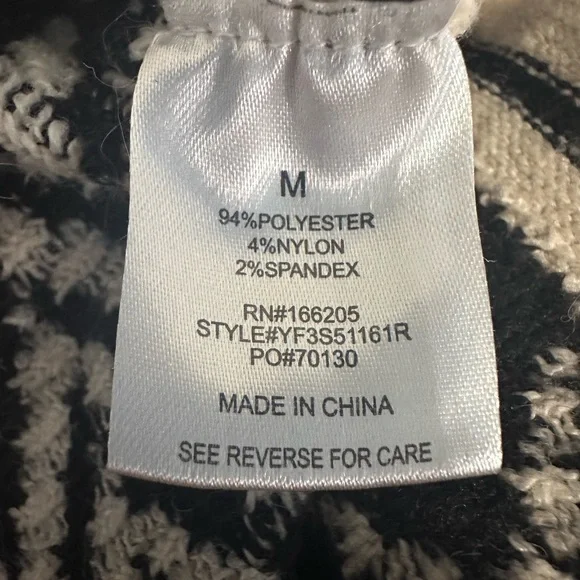 M
94%POLYESTER
4%NYLON
2%SPANDEX
RN#166205
STYLE#YF3S51161R
PO#70130
MADE IN CHINA
SEE REVERSE FOR CARE